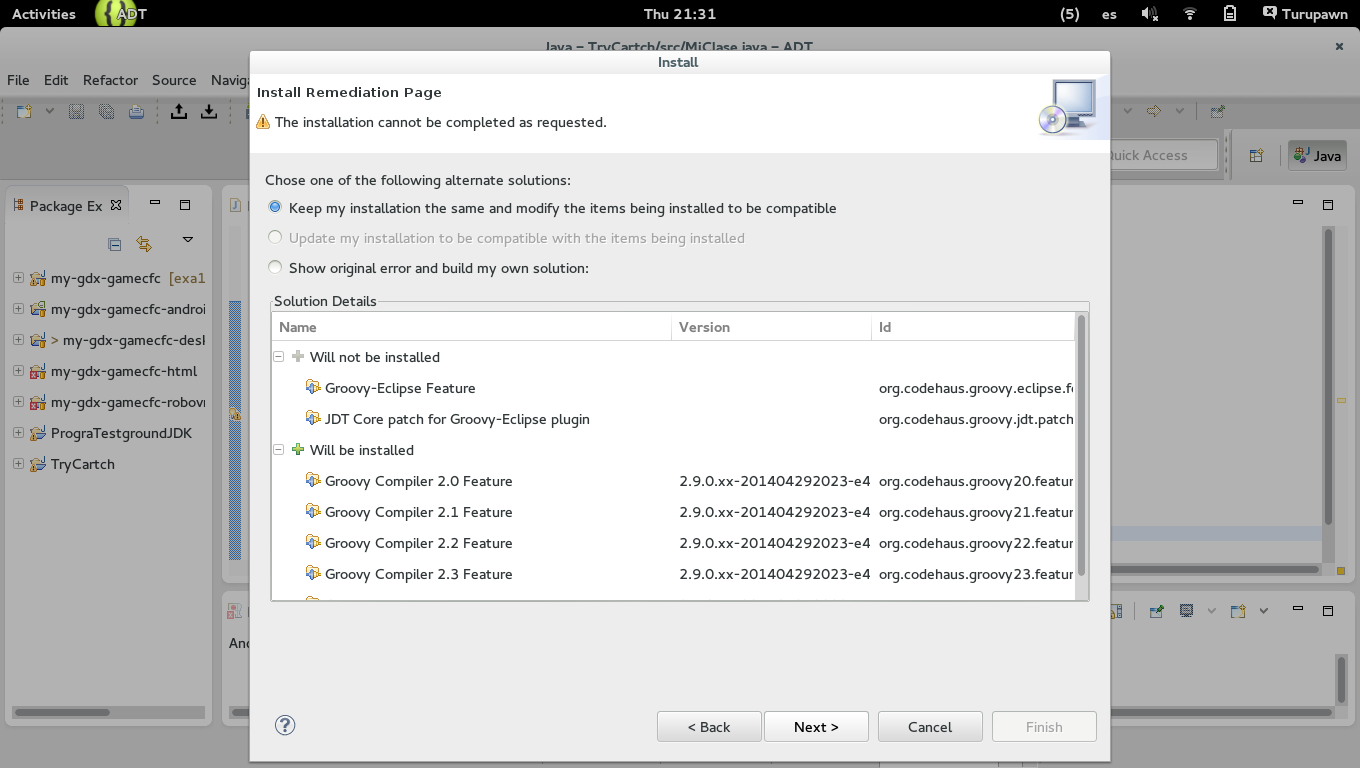 Activities ADT Thu 21:31 (5) es Turupawn
Java – TryCartch/src/MiClase.java – ADT
Install
File Edit Refactor Source
Install Remediation Page
The installation cannot be completed as requested.
Quick Access Java
Chose one of the following alternate solutions:
Package Ex
Keep my installation the same and modify the items being installed to be compatible
Update my installation to be compatible with the items being installed
Show original error and build my own solution:
my-gdx-gamecfc [exa1
my-gdx-gamecfc-androi
> my-gdx-gamecfc-desk
my-gdx-gamecfc-html
my-gdx-gamecfc-robovm
PrograTestgroundJDK
TryCartch
Solution Details
Name Version Id
Will not be installed
Groovy-Eclipse Feature org.codehaus.groovy.eclipse.f
JDT Core patch for Groovy-Eclipse plugin org.codehaus.groovy.jdt.patch
Will be installed
Groovy Compiler 2.0 Feature 2.9.0.xx-201404292023-e4 org.codehaus.groovy20.featur
Groovy Compiler 2.1 Feature 2.9.0.xx-201404292023-e4 org.codehaus.groovy21.featur
Groovy Compiler 2.2 Feature 2.9.0.xx-201404292023-e4 org.codehaus.groovy22.featur
Groovy Compiler 2.3 Feature 2.9.0.xx-201404292023-e4 org.codehaus.groovy23.featur
< Back Next > Cancel Finish